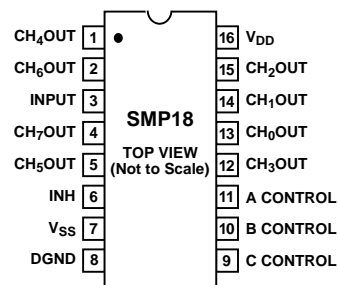 CH4OUT 1 16 VDD
CH6OUT 2 15 CH2OUT
INPUT 3 14 CH1OUT
CH7OUT 4 SMP18 13 CH0OUT
CH5OUT 5 TOP VIEW 12 CH3OUT
(Not to Scale)
INH 6 11 A CONTROL
VSS 7 10 B CONTROL
DGND 8 9 C CONTROL